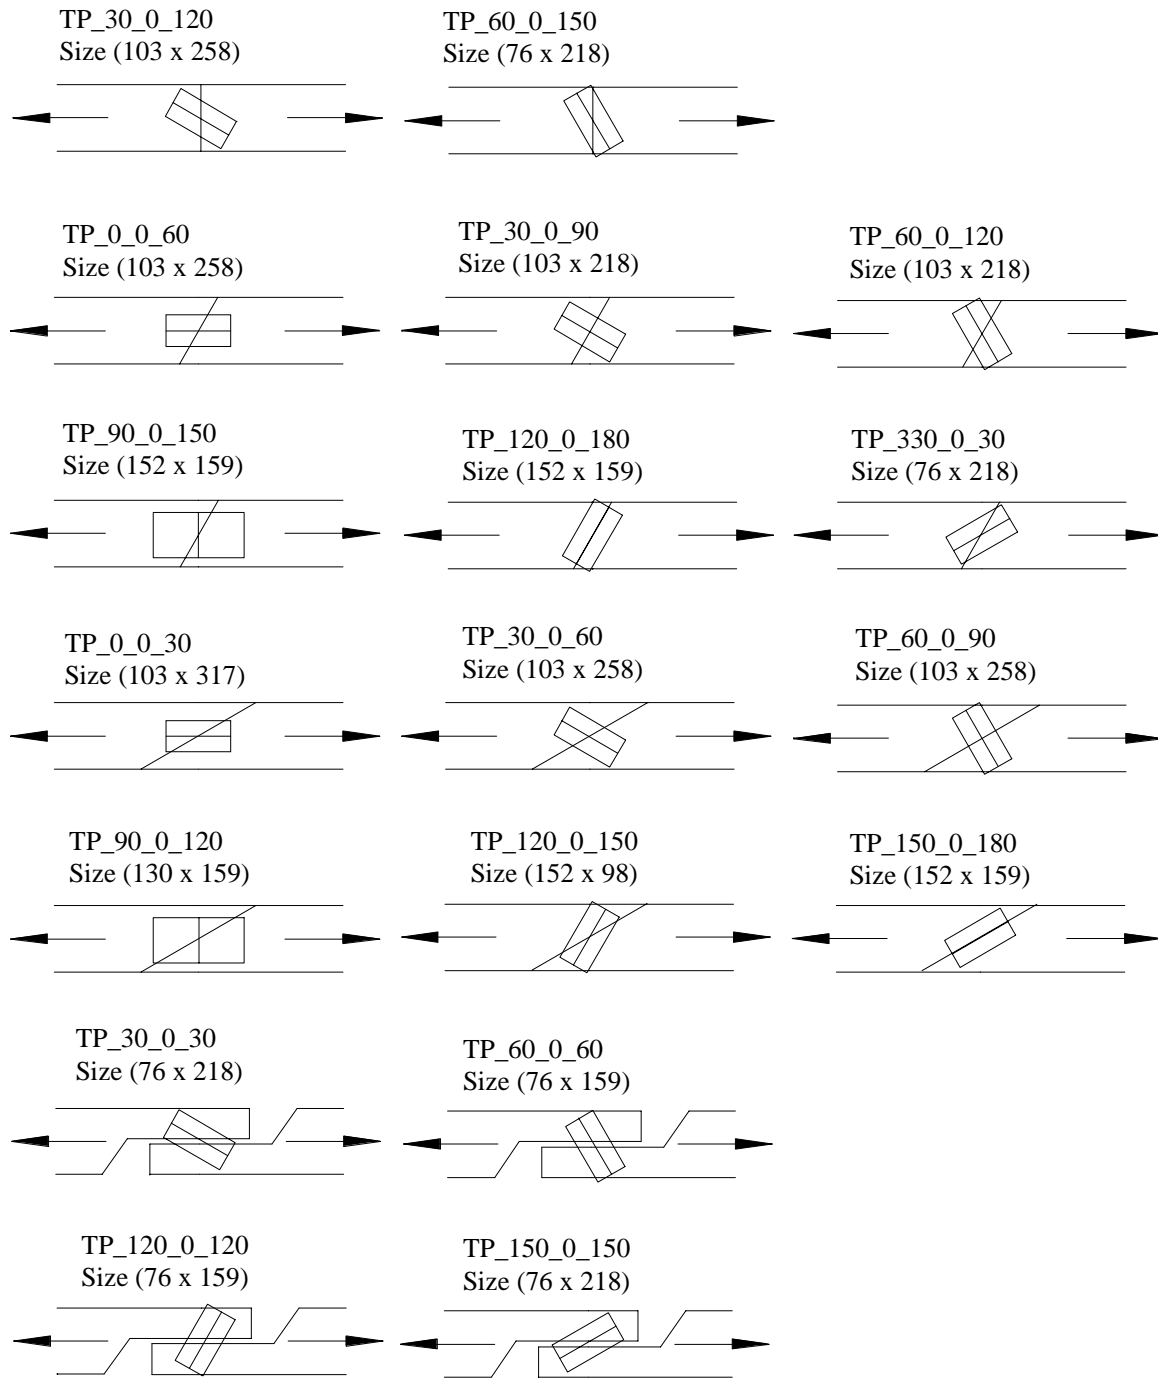 TP_30_0_120
Size (103 x 258)
TP_60_0_150
Size (76 x 218)
TP_0_0_60
Size (103 x 258)
TP_30_0_90
Size (103 x 218)
TP_60_0_120
Size (103 x 218)
TP_90_0_150
Size (152 x 159)
TP_120_0_180
Size (152 x 159)
TP_330_0_30
Size (76 x 218)
TP_0_0_30
Size (103 x 317)
TP_30_0_60
Size (103 x 258)
TP_60_0_90
Size (103 x 258)
TP_90_0_120
Size (130 x 159)
TP_120_0_150
Size (152 x 98)
TP_150_0_180
Size (152 x 159)
TP_30_0_30
Size (76 x 218)
TP_60_0_60
Size (76 x 159)
TP_120_0_120
Size (76 x 159)
TP_150_0_150
Size (76 x 218)